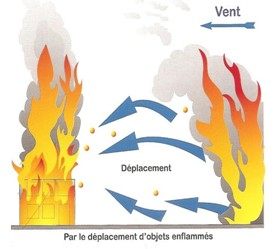 Vent
Déplacement
Par le déplacement d'objets enflammés